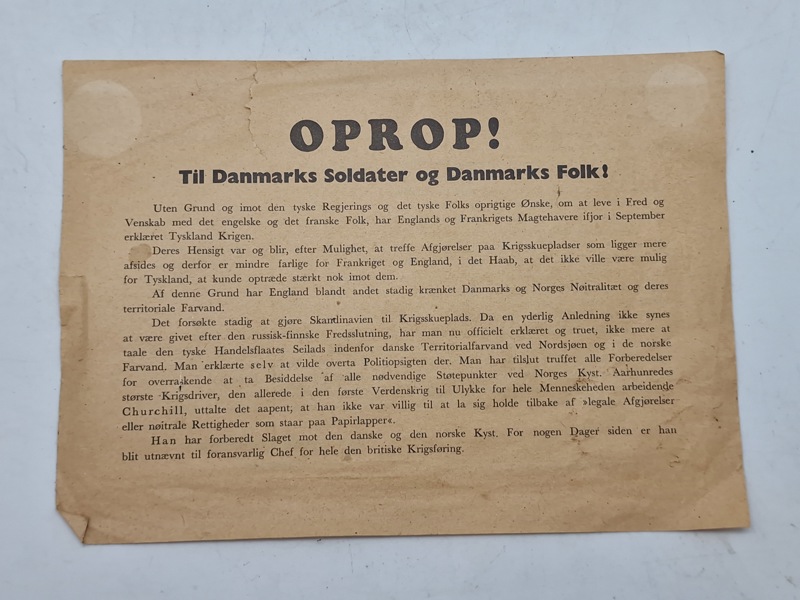 OPROP!
Til Danmarks Soldater og Danmarks Folk!
Uten Grund og imot den tyske Regjerings og det tyske Folks oprigtige Ønske, om at leve i Fred og
Venskab med det engelske og det franske Folk, har Englands og Frankrigets Magtehavere ifjor i September
erklæret Tyskland Krigen.
Deres Hensigt var og blir, efter Mulighet, at treffe Afgjørelser paa Krigsskuepladser som ligger mere
afsides og derfor er mindre farlige for Frankriget og England, i det Haab, at det ikke ville være mulig
for Tyskland, at kunde optræde stærkt nok imot dem.
Af denne Grund har England blandt andet stadig krænket Danmarks og Norges Nøitralitæt og deres
territoriale Farvand.
Det forsøkte stadig at gjøre Skandinavien til Krigsskueplads. Da en yderlig Anledning ikke synes
at være givet efter den russisk-finnske Fredsslutning, har man nu officielt erklæret og truet, ikke mere at
taale den tyske Handelsflaates Seilads indenfor danske Territorialfarvand ved Nordsjøen og i de norske
Farvand. Man erklærte selv at vilde overta Politiopsigten der. Man har tilslut truffet alle Forberedelser
for overraskende at ta Besiddelse af alle nødvendige Støtepunkter ved Norges Kyst. Aarhunredes
største Krigsdriver, den allerede i den første Verdenskrig til Ulykke for hele Menneskeheden arbeidende
Churchill, uttalte det aapent, at han ikke var villig til at la sig holde tilbake af »legale Afgjørelser
eller nøitrale Rettigheder som staar paa Papirlapper«.
Han har forberedt Slaget mot den danske og den norske Kyst. For nogen Dager siden er han
blit utnævnt til foransvarlig Chef for hele den britiske Krigsføring.